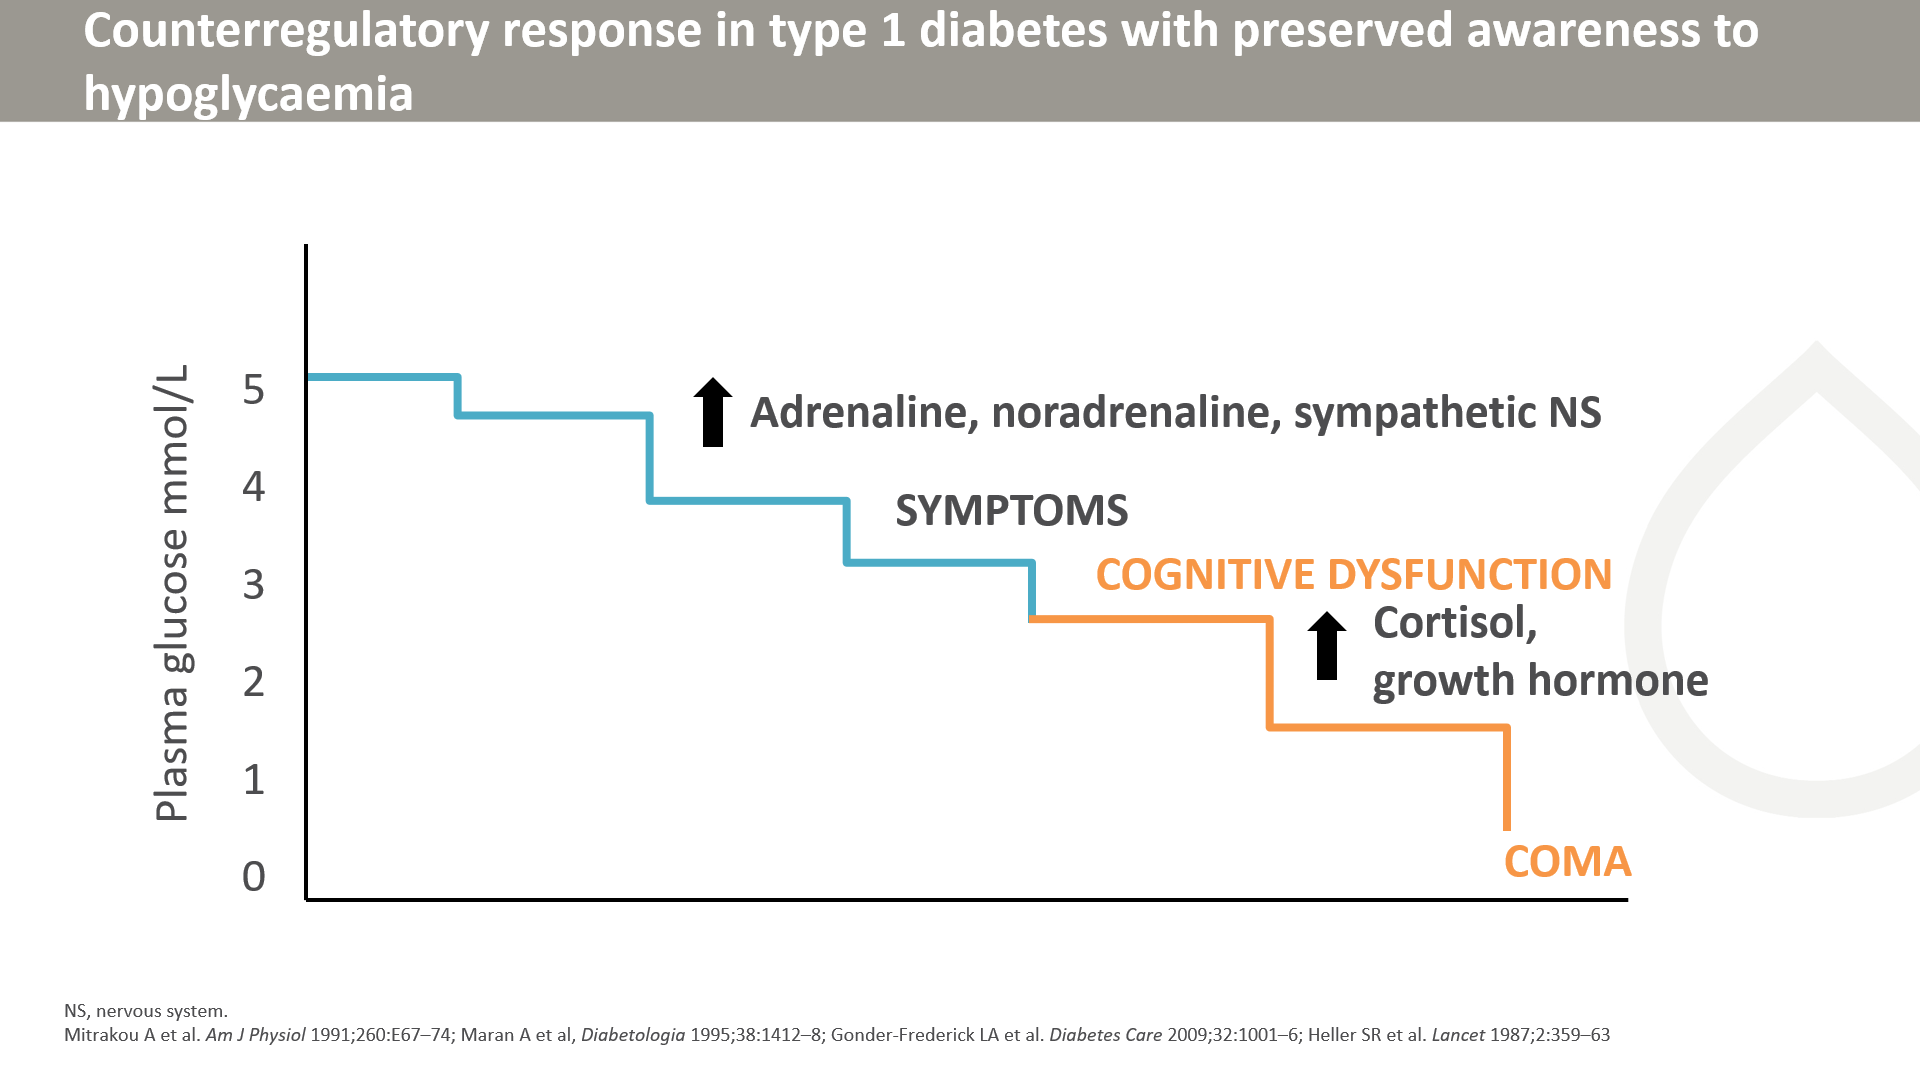 Counterregulatory response in type 1 diabetes with preserved awareness to
hypoglycaemia
Plasma glucose mmol/L
5
4
3
2
1
0
Adrenaline, noradrenaline, sympathetic NS
SYMPTOMS
COGNITIVE DYSFUNCTION
Cortisol,
growth hormone
COMA
NS, nervous system.
Mitrakou A et al. Am J Physiol 1991;260:E67–74; Maran A et al, Diabetologia 1995;38:1412–8; Gonder-Frederick LA et al. Diabetes Care 2009;32:1001–6; Heller SR et al. Lancet 1987;2:359–63